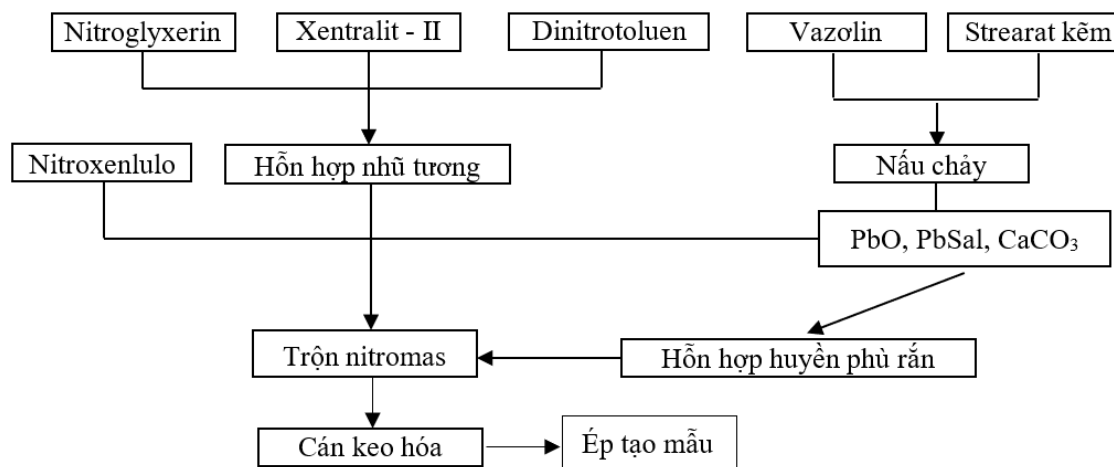 Nitroglyxerin
Xentralit - II
Dinitrotoluen
Vazơlin
Strearat kẽm
Nitroxenlulo
Hỗn hợp nhũ tương
Nấu chảy
PbO, PbSal, CaCO₃
Trộn nitromas
Hỗn hợp huyền phù rắn
Cán keo hóa
Ép tạo mẫu